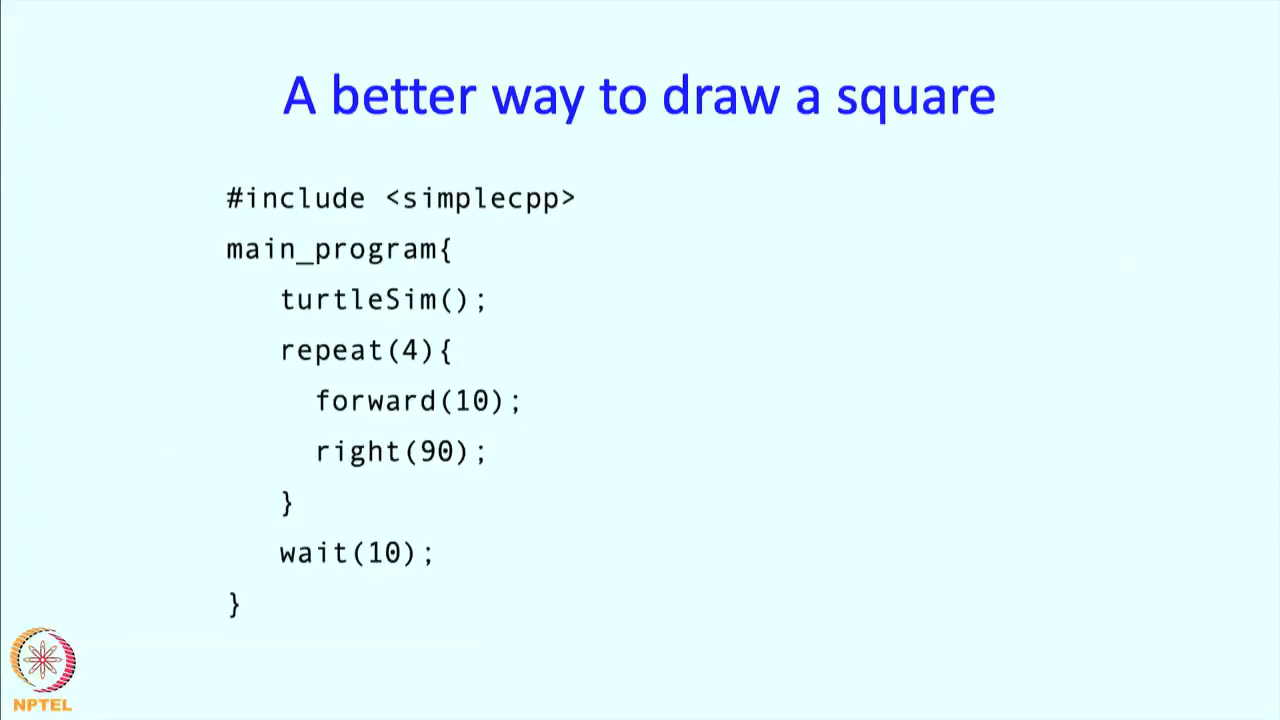 A better way to draw a square
#include <simplecpp>
main_program{
turtleSim();
repeat(4){
forward(10);
right(90);
}
wait(10);
}
NPTEL